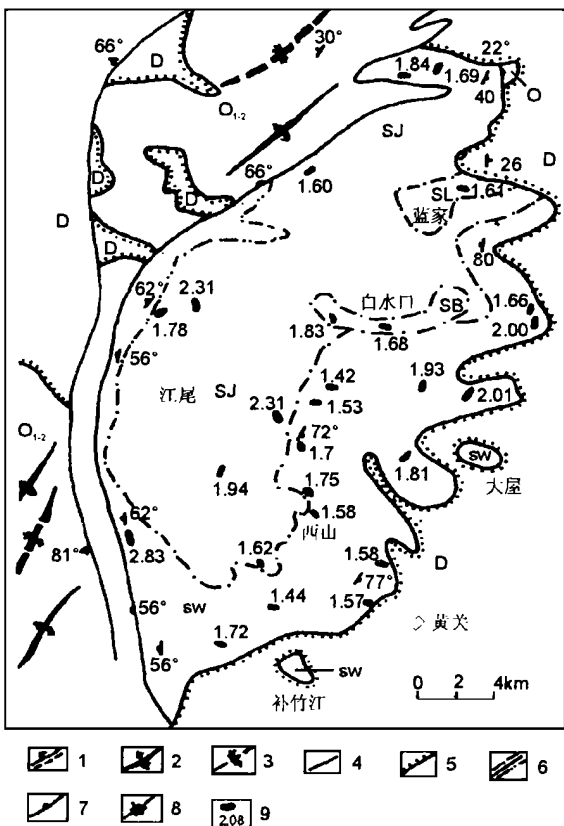 66°
D
30°
O₁₋₂
1.84
1.69
22°
40
O
SJ
66°
1.60
D
D
26
D
SL
1.61
蓝家
D
D
80
62°
2.31
1.78
白水口
SB
1.66
2.00
1.83
1.68
56°
江尾
SJ
1.42
1.53
1.93
2.01
2.31
72°
1.7
O₁₋₂
1.81
sw
大屋
1.94
1.75
1.58
西山
62°
2.83
81°
1.62
1.58
D
77°
1.57
56°
sw
1.44
黄关
56°
1.72
sw
补竹江
0 2 4km
1 2 3 4 5 6
7 8 2.08 9